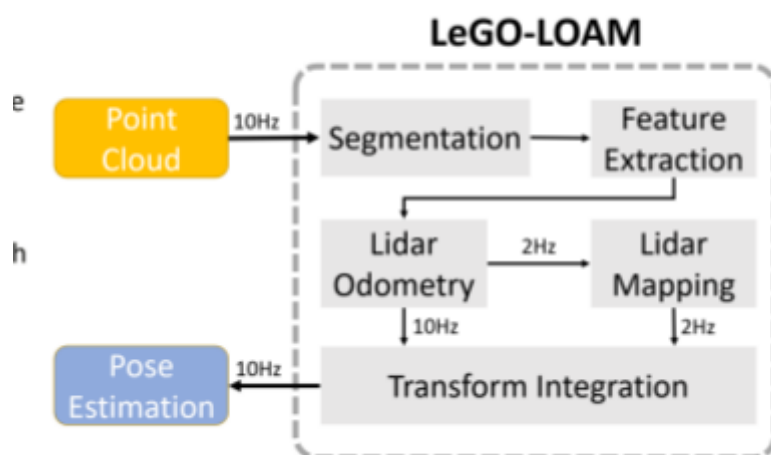 LeGO-LOAM
e
Point
Cloud
10Hz
Segmentation
Feature
Extraction
h
Lidar
Odometry
2Hz
Lidar
Mapping
10Hz
2Hz
Pose
Estimation
10Hz
Transform Integration